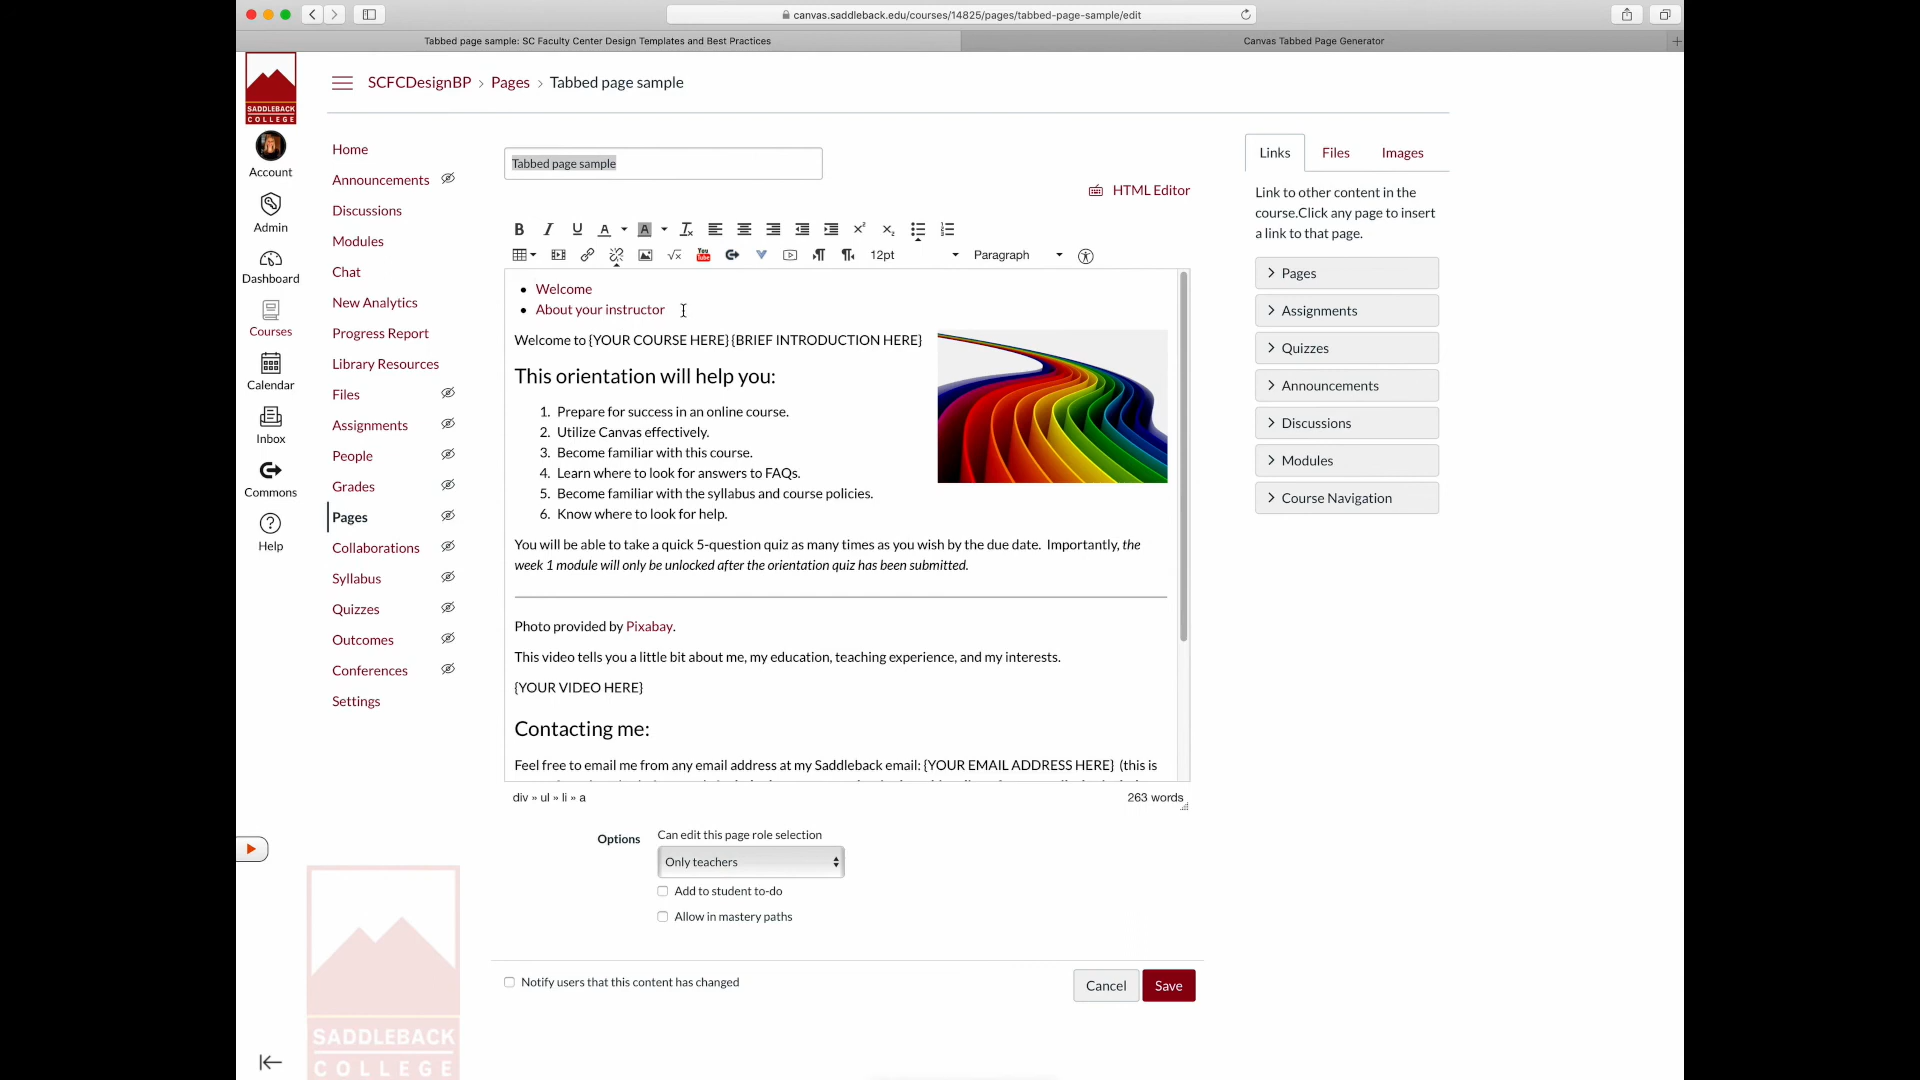 canvas.saddleback.edu/courses/14825/pages/tabbed-page-sample/edit
Tabbed page sample: SC Faculty Center Design Templates and Best Practices
Canvas Tabbed Page Generator
SADDLEBACK
COLLEGE
Account
Admin
Dashboard
Courses
Calendar
Inbox
Commons
Help
SCFCDesignBP › Pages › Tabbed page sample
Home
Announcements
Discussions
Modules
Chat
New Analytics
Progress Report
Library Resources
Files
Assignments
People
Grades
Pages
Collaborations
Syllabus
Quizzes
Outcomes
Conferences
Settings
SADDLEBACK
COLLEGE
Tabbed page sample
HTML Editor
12pt
Paragraph
• Welcome
• About your instructor
Welcome to {YOUR COURSE HERE} {BRIEF INTRODUCTION HERE}
This orientation will help you:
1. Prepare for success in an online course.
2. Utilize Canvas effectively.
3. Become familiar with this course.
4. Learn where to look for answers to FAQs.
5. Become familiar with the syllabus and course policies.
6. Know where to look for help.
You will be able to take a quick 5-question quiz as many times as you wish by the due date. Importantly, the
week 1 module will only be unlocked after the orientation quiz has been submitted.
Photo provided by Pixabay.
This video tells you a little bit about me, my education, teaching experience, and my interests.
{YOUR VIDEO HERE}
Contacting me:
Feel free to email me from any email address at my Saddleback email: {YOUR EMAIL ADDRESS HERE} (this is
div » ul » li » a
263 words
Options
Can edit this page role selection
Only teachers
Add to student to-do
Allow in mastery paths
Notify users that this content has changed
Cancel
Save
Links
Files
Images
Link to other content in the
course.Click any page to insert
a link to that page.
Pages
Assignments
Quizzes
Announcements
Discussions
Modules
Course Navigation